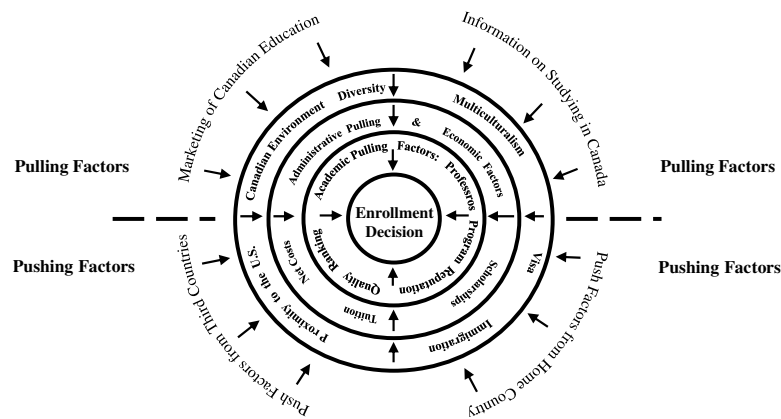 Marketing of Canadian Education
Information on Studying in Canada
Pulling Factors
Pulling Factors
Pushing Factors
Pushing Factors
Push Factors from Third Countries
Push Factors from Home Country
Canadian Environment Diversity
Multiculturalism
Visa
Immigration
Proximity to the U.S.
Administrative Pulling & Economic Factors
Scholarships
Tuition
Net Costs
Academic Pulling Factors: Professros
Program Reputation
Quality Ranking
Enrollment
Decision